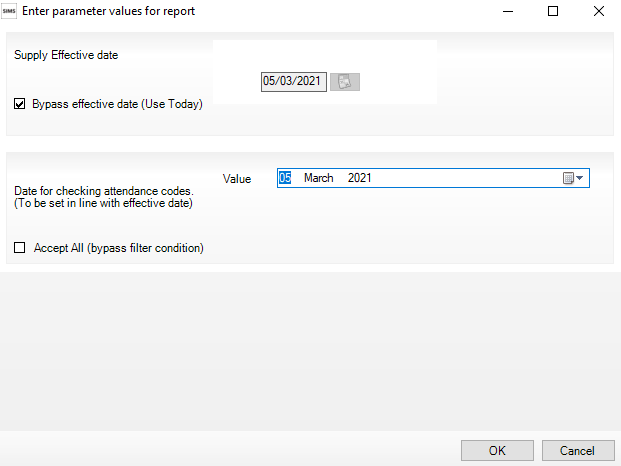 SIMS Enter parameter values for report
Supply Effective date
05/03/2021
Bypass effective date (Use Today)
Value
05 March 2021
Date for checking attendance codes.
(To be set in line with effective date)
Accept All (bypass filter condition)
OK Cancel